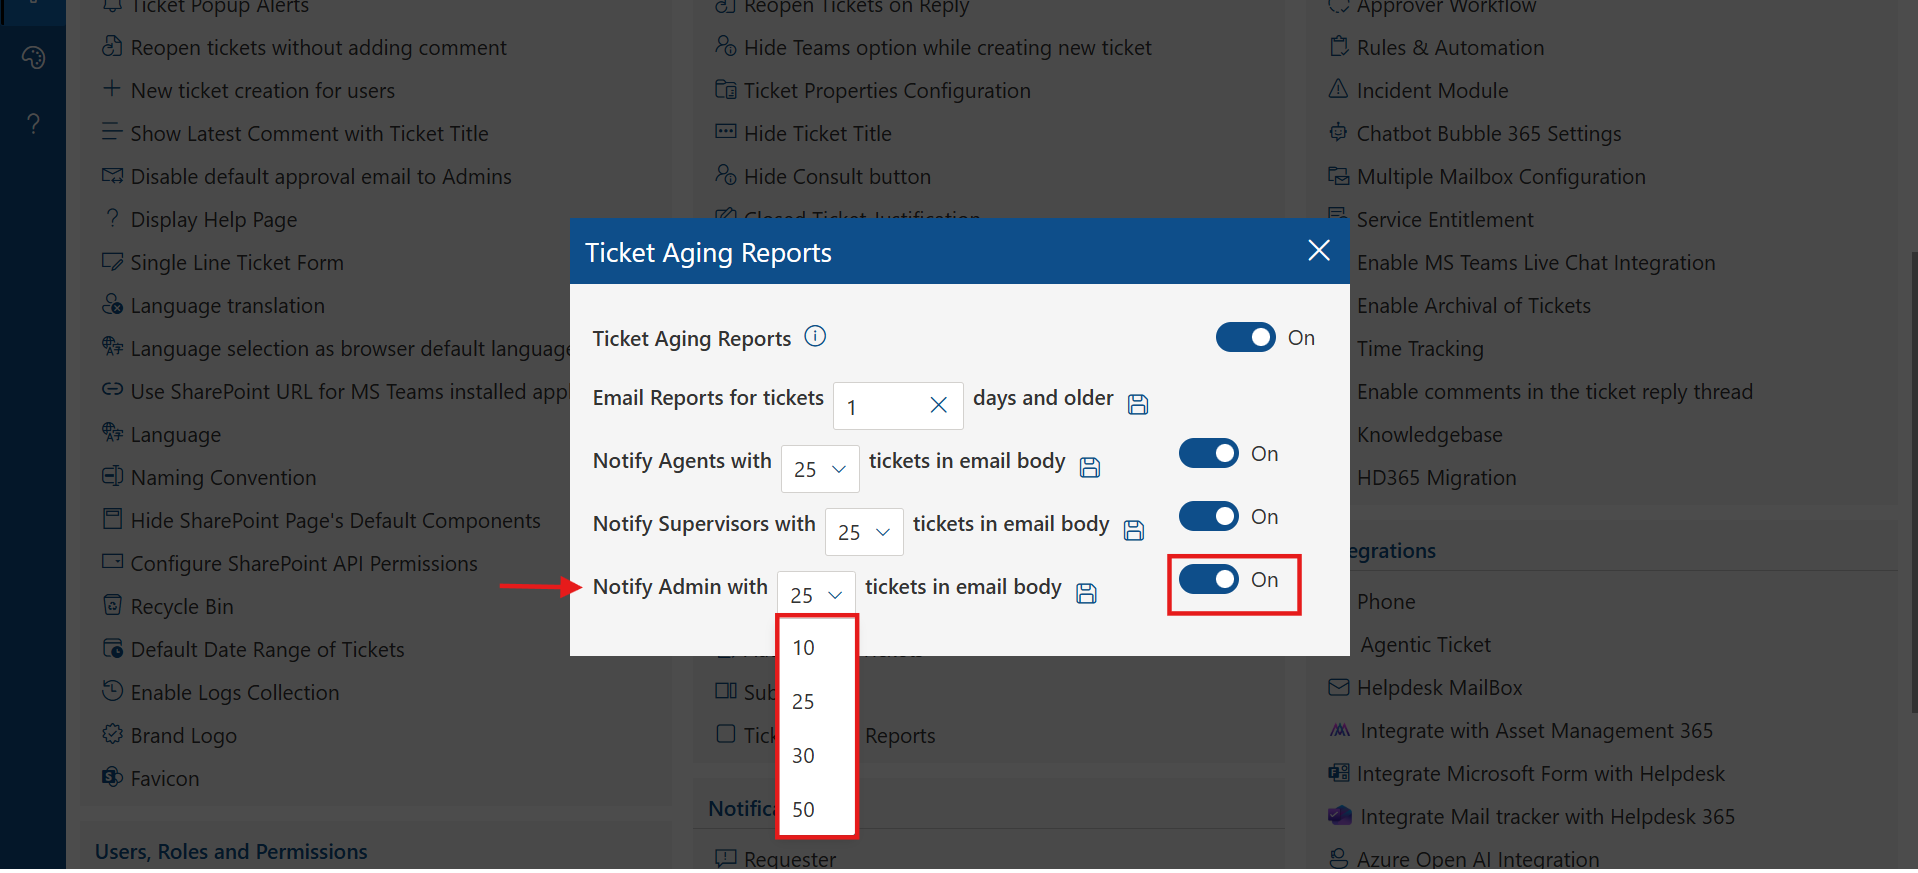 Ticket Popup Alerts
Reopen tickets without adding comment
New ticket creation for users
Show Latest Comment with Ticket Title
Disable default approval email to Admins
Display Help Page
Single Line Ticket Form
Language translation
Language selection as browser default language
Use SharePoint URL for MS Teams installed appl
Language
Naming Convention
Hide SharePoint Page's Default Components
Configure SharePoint API Permissions
Recycle Bin
Default Date Range of Tickets
Enable Logs Collection
Brand Logo
Favicon
Users, Roles and Permissions
Reopen Tickets on Reply
Hide Teams option while creating new ticket
Ticket Properties Configuration
Hide Ticket Title
Hide Consult button
Closed Ticket Justification
Ticket Aging Reports
Ticket Aging Reports
On
Email Reports for tickets 1 days and older
Notify Agents with 25 tickets in email body
On
Notify Supervisors with 25 tickets in email body
On
Notify Admin with 25 tickets in email body
On
10
25
30
50
Sub
Tick Reports
Notifica
Requester
Approver Workflow
Rules & Automation
Incident Module
Chatbot Bubble 365 Settings
Multiple Mailbox Configuration
Service Entitlement
Enable MS Teams Live Chat Integration
Enable Archival of Tickets
Time Tracking
Enable comments in the ticket reply thread
Knowledgebase
HD365 Migration
egrations
Phone
Agentic Ticket
Helpdesk MailBox
Integrate with Asset Management 365
Integrate Microsoft Form with Helpdesk
Integrate Mail tracker with Helpdesk 365
Azure Open AI Integration